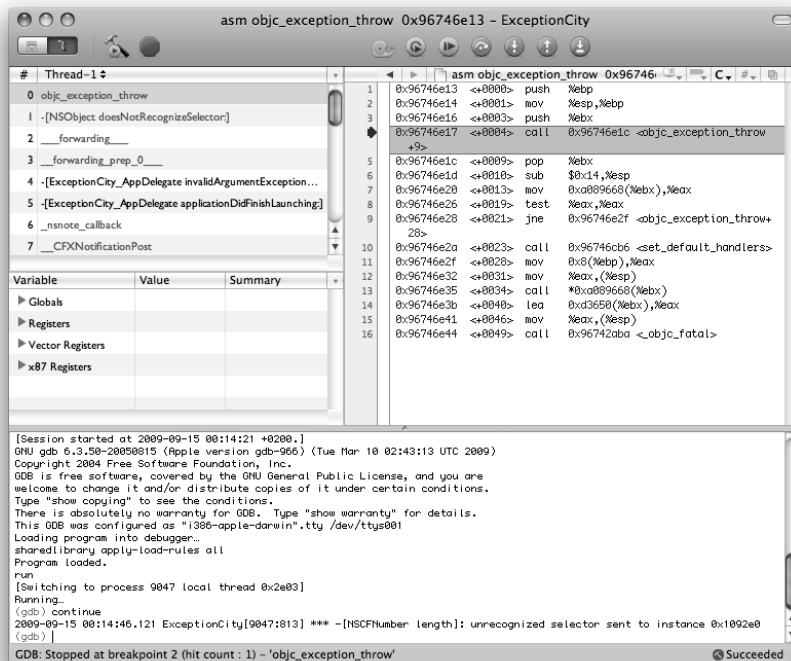 asm objc_exception_throw 0x96746e13 – ExceptionCity
# Thread-1
0 objc_exception_throw
1 -[NSObject doesNotRecognizeSelector:]
2 ___forwarding___
3 __forwarding_prep_0___
4 -[ExceptionCity_AppDelegate invalidArgumentException…
5 -[ExceptionCity_AppDelegate applicationDidFinishLaunching:]
6 _nsnote_callback
7 __CFXNotificationPost
Variable Value Summary
Globals
Registers
Vector Registers
x87 Registers
asm objc_exception_throw 0x96746 C #
1 0x96746e13 <+0000> push %ebp
2 0x96746e14 <+0001> mov %esp,%ebp
3 0x96746e16 <+0003> push %ebx
0x96746e17 <+0004> call 0x96746e1c <objc_exception_throw
+9>
5 0x96746e1c <+0009> pop %ebx
6 0x96746e1d <+0010> sub $0x14,%esp
7 0x96746e20 <+0013> mov 0xa089668(%ebx),%eax
8 0x96746e26 <+0019> test %eax,%eax
9 0x96746e28 <+0021> jne 0x96746e2f <objc_exception_throw+
28>
10 0x96746e2a <+0023> call 0x96746cb6 <set_default_handlers>
11 0x96746e2f <+0028> mov 0x8(%ebp),%eax
12 0x96746e32 <+0031> mov %eax,(%esp)
13 0x96746e35 <+0034> call *0xa089668(%ebx)
14 0x96746e3b <+0040> lea 0xd3650(%ebx),%eax
15 0x96746e41 <+0046> mov %eax,(%esp)
16 0x96746e44 <+0049> call 0x96742aba <_objc_fatal>
[Session started at 2009-09-15 00:14:21 +0200.]
GNU gdb 6.3.50-20050815 (Apple version gdb-966) (Tue Mar 10 02:43:13 UTC 2009)
Copyright 2004 Free Software Foundation, Inc.
GDB is free software, covered by the GNU General Public License, and you are
welcome to change it and/or distribute copies of it under certain conditions.
Type "show copying" to see the conditions.
There is absolutely no warranty for GDB. Type "show warranty" for details.
This GDB was configured as "i386-apple-darwin".tty /dev/ttys001
Loading program into debugger…
sharedlibrary apply-load-rules all
Program loaded.
run
[Switching to process 9047 local thread 0x2e03]
Running…
(gdb) continue
2009-09-15 00:14:46.121 ExceptionCity[9047:813] *** -[NSCFNumber length]: unrecognized selector sent to instance 0x1092e0
(gdb)
GDB: Stopped at breakpoint 2 (hit count : 1) - 'objc_exception_throw'
Succeeded